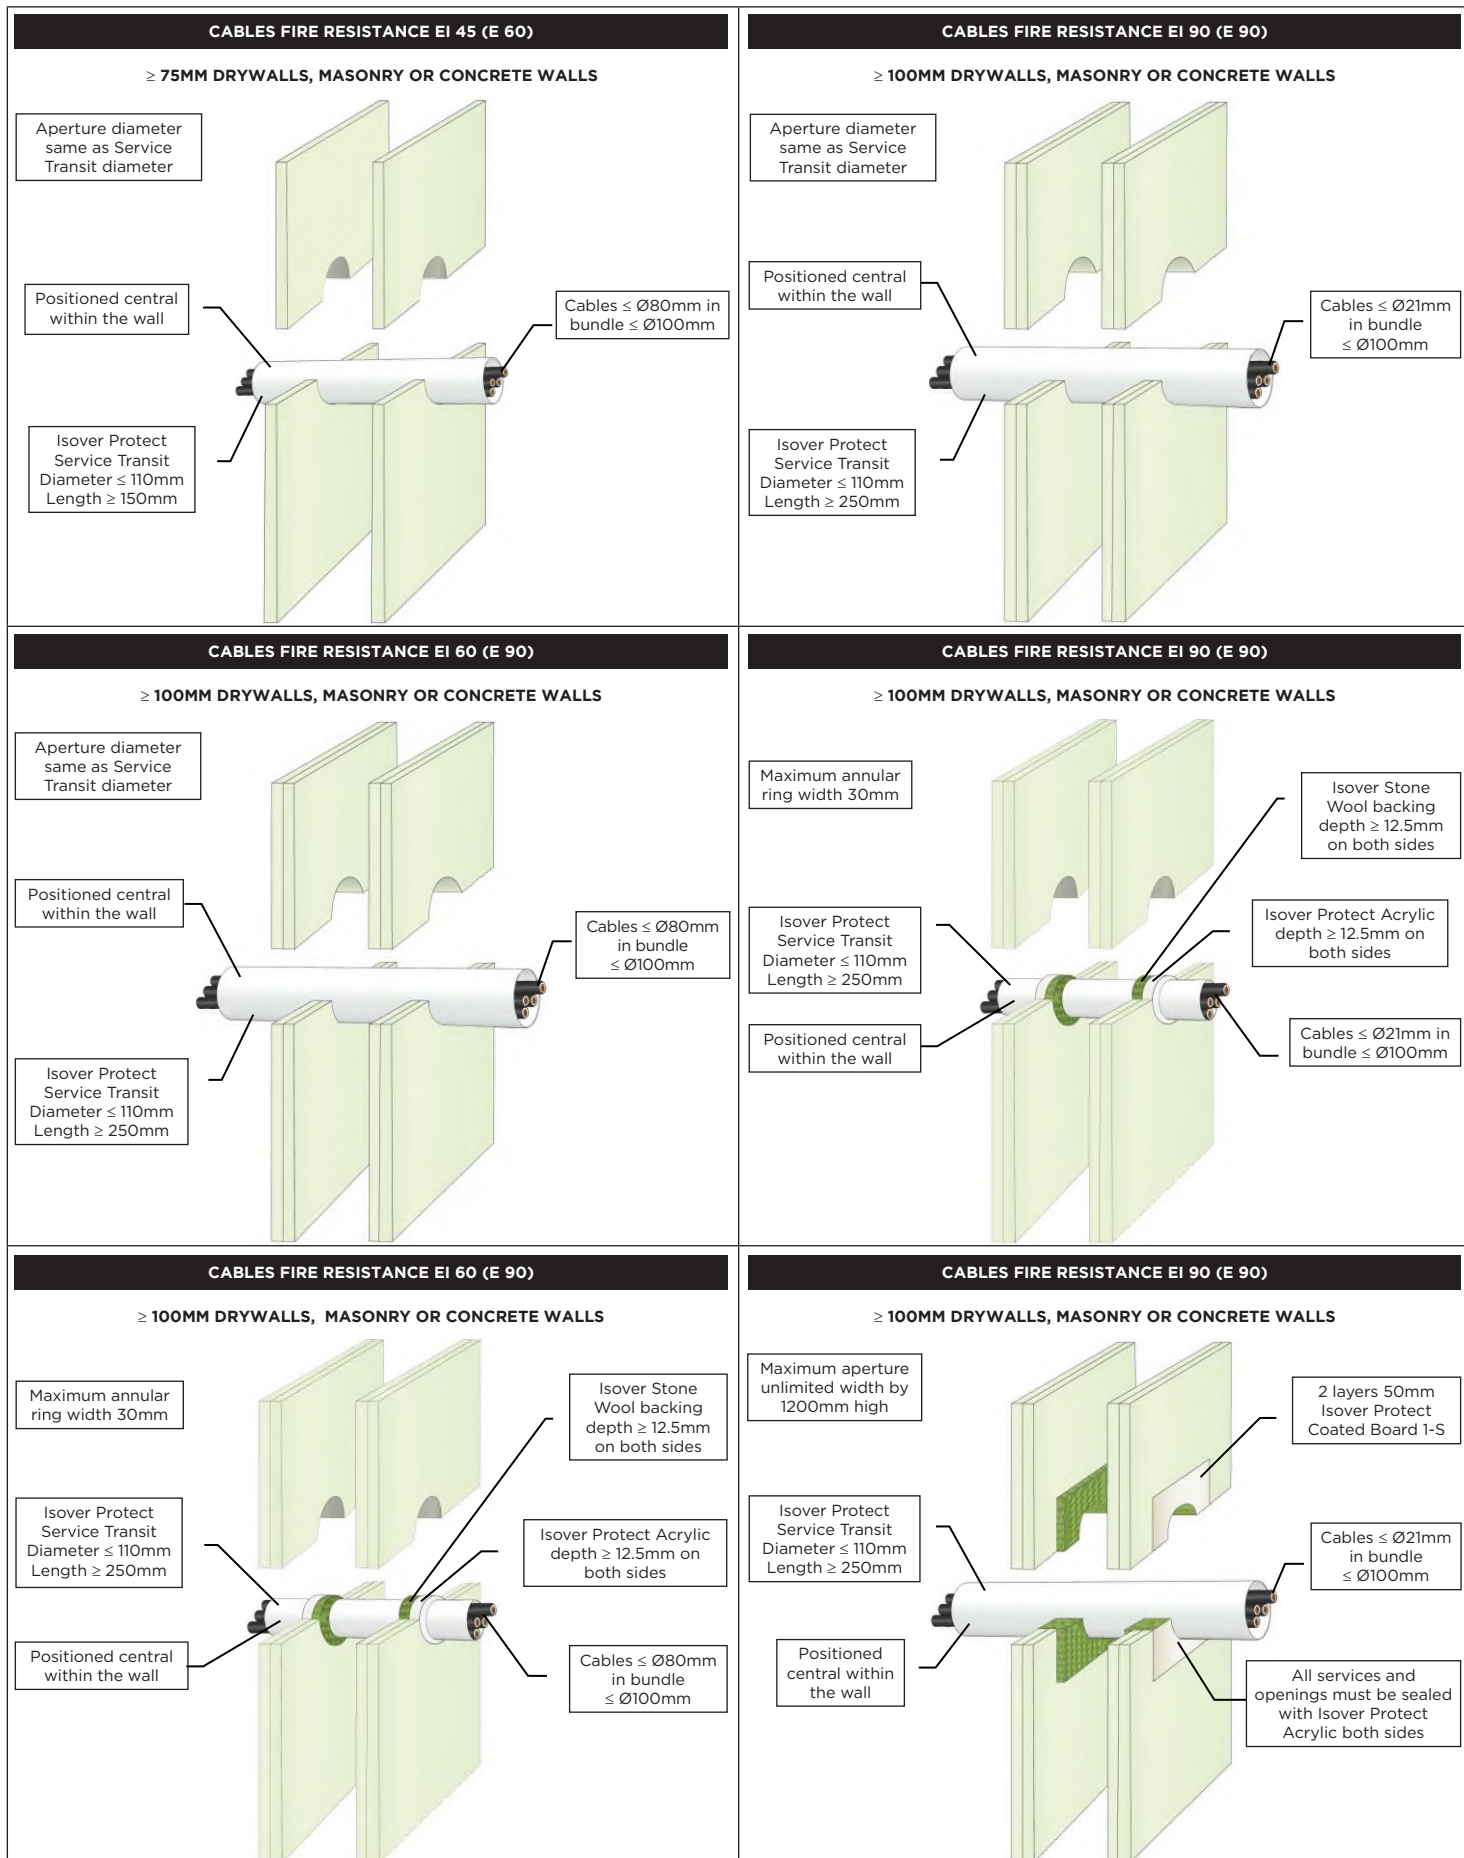 CABLES FIRE RESISTANCE EI 45 (E 60)
≥ 75MM DRYWALLS, MASONRY OR CONCRETE WALLS
Aperture diameter
same as Service
Transit diameter
Positioned central
within the wall
Cables ≤ Ø80mm in
bundle ≤ Ø100mm
Isover Protect
Service Transit
Diameter ≤ 110mm
Length ≥ 150mm
CABLES FIRE RESISTANCE EI 90 (E 90)
≥ 100MM DRYWALLS, MASONRY OR CONCRETE WALLS
Aperture diameter
same as Service
Transit diameter
Positioned central
within the wall
Cables ≤ Ø21mm
in bundle
≤ Ø100mm
Isover Protect
Service Transit
Diameter ≤ 110mm
Length ≥ 250mm
CABLES FIRE RESISTANCE EI 60 (E 90)
≥ 100MM DRYWALLS, MASONRY OR CONCRETE WALLS
Aperture diameter
same as Service
Transit diameter
Positioned central
within the wall
Cables ≤ Ø80mm
in bundle
≤ Ø100mm
Isover Protect
Service Transit
Diameter ≤ 110mm
Length ≥ 250mm
CABLES FIRE RESISTANCE EI 90 (E 90)
≥ 100MM DRYWALLS, MASONRY OR CONCRETE WALLS
Maximum annular
ring width 30mm
Isover Stone
Wool backing
depth ≥ 12.5mm
on both sides
Isover Protect
Service Transit
Diameter ≤ 110mm
Length ≥ 250mm
Isover Protect Acrylic
depth ≥ 12.5mm on
both sides
Positioned central
within the wall
Cables ≤ Ø21mm in
bundle ≤ Ø100mm
CABLES FIRE RESISTANCE EI 60 (E 90)
≥ 100MM DRYWALLS, MASONRY OR CONCRETE WALLS
Maximum annular
ring width 30mm
Isover Stone
Wool backing
depth ≥ 12.5mm
on both sides
Isover Protect
Service Transit
Diameter ≤ 110mm
Length ≥ 250mm
Isover Protect Acrylic
depth ≥ 12.5mm on
both sides
Positioned central
within the wall
Cables ≤ Ø80mm
in bundle
≤ Ø100mm
CABLES FIRE RESISTANCE EI 90 (E 90)
≥ 100MM DRYWALLS, MASONRY OR CONCRETE WALLS
Maximum aperture
unlimited width by
1200mm high
2 layers 50mm
Isover Protect
Coated Board 1-S
Isover Protect
Service Transit
Diameter ≤ 110mm
Length ≥ 250mm
Cables ≤ Ø21mm
in bundle
≤ Ø100mm
Positioned
central within
the wall
All services and
openings must be sealed
with Isover Protect
Acrylic both sides